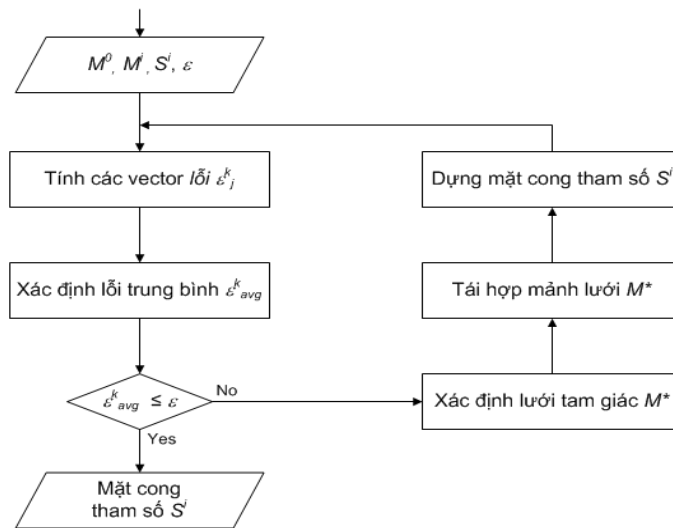 M⁰, Mⁱ, Sⁱ, ε
Tính các vector lỗi εᵏⱼ
Xác định lỗi trung bình εᵏavg
εᵏavg ≤ ε
No
Yes
Mặt cong
tham số Sⁱ
Dựng mặt cong tham số Sⁱ
Tái hợp mảnh lưới M*
Xác định lưới tam giác M*